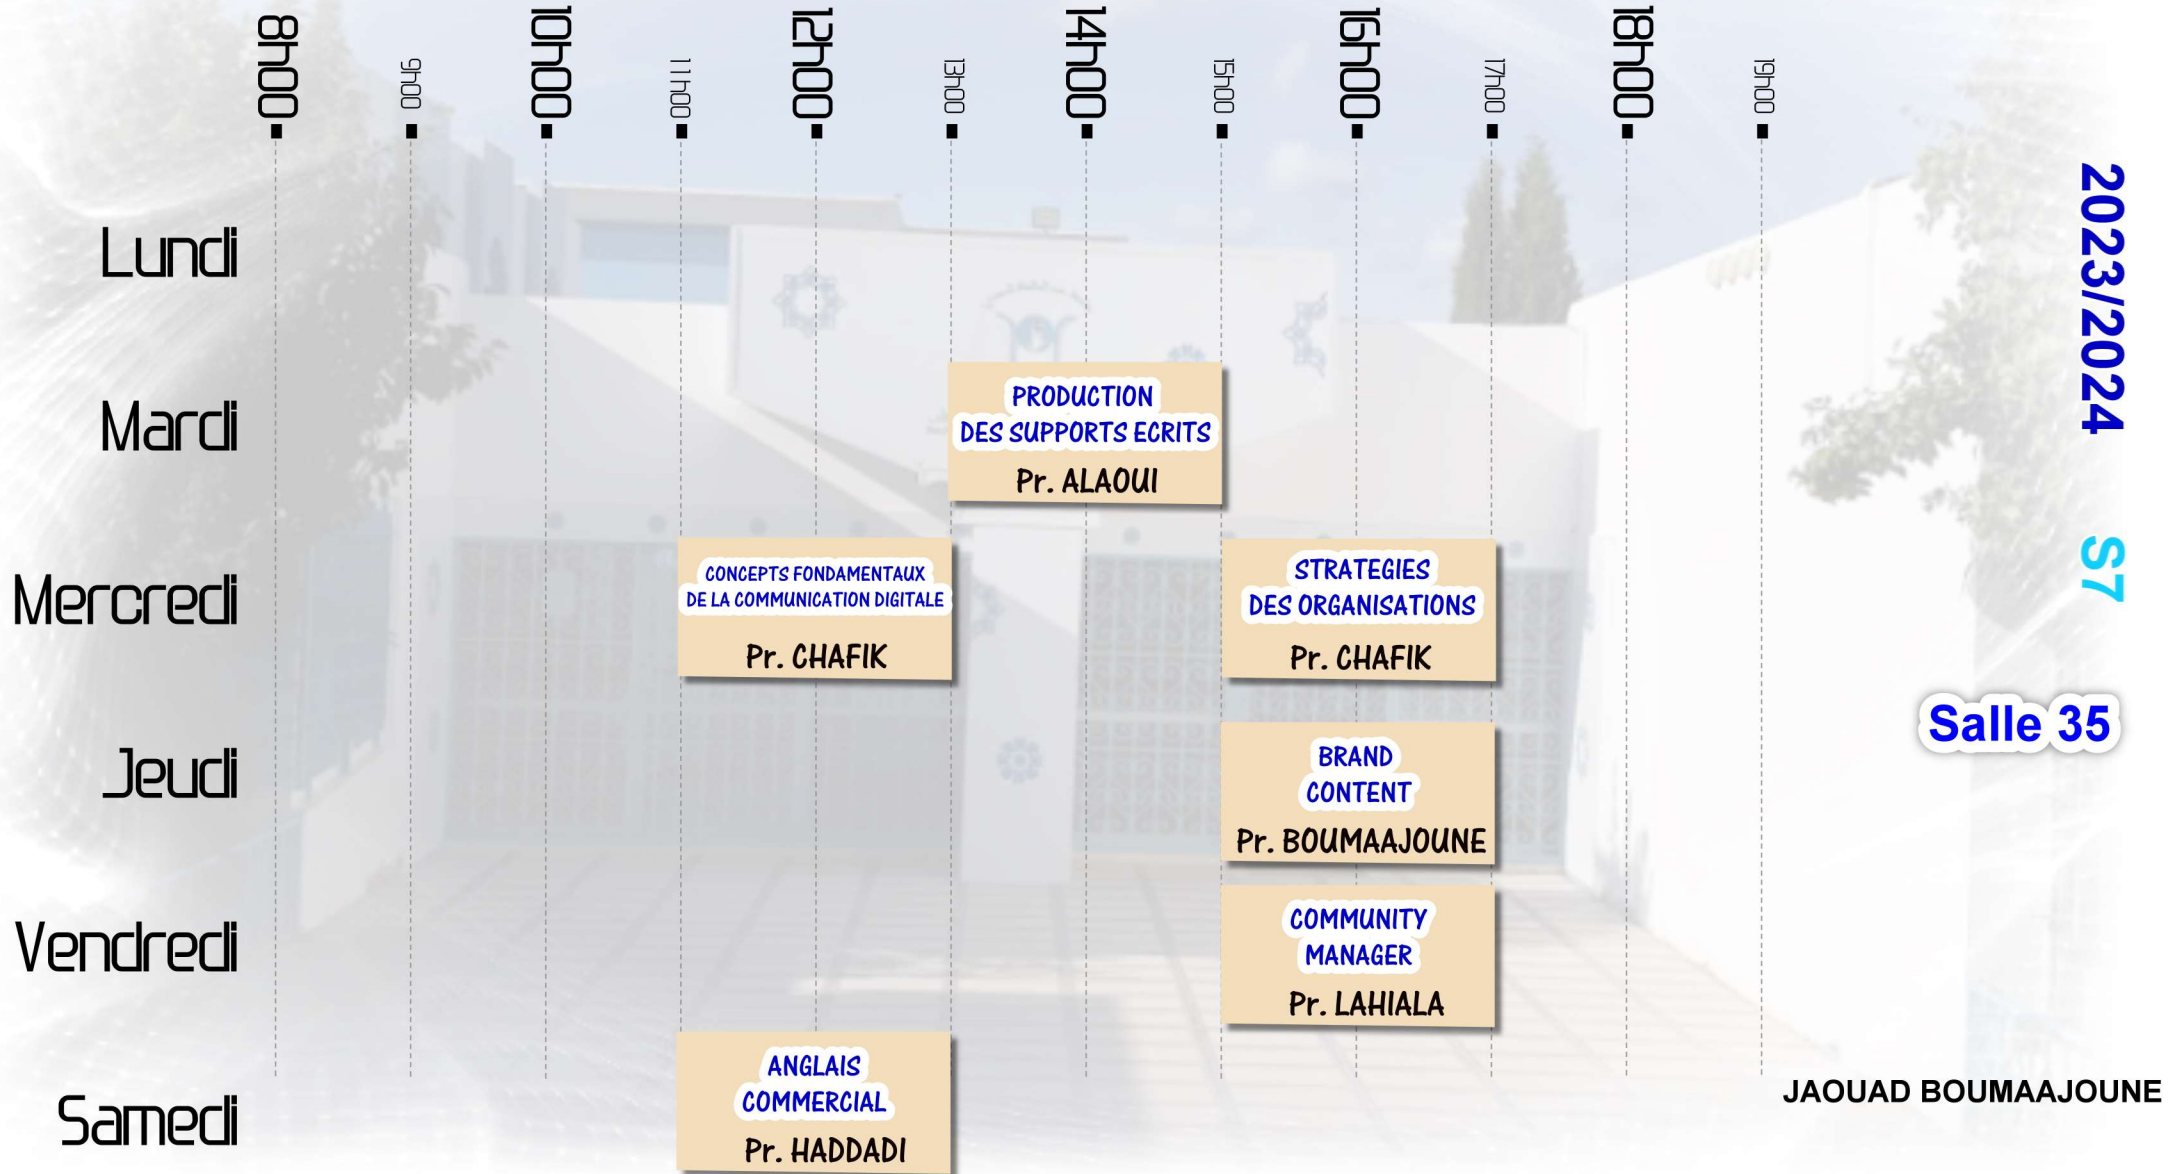 8h00
9h00
10h00
11h00
12h00
13h00
14h00
15h00
16h00
17h00
18h00
19h00
2023/2024
S7
Salle 35
Lundi
Mardi
PRODUCTION
DES SUPPORTS ECRITS
Pr. ALAOUI
Mercredi
CONCEPTS FONDAMENTAUX
DE LA COMMUNICATION DIGITALE
Pr. CHAFIK
STRATEGIES
DES ORGANISATIONS
Pr. CHAFIK
Jeudi
BRAND
CONTENT
Pr. BOUMAAJOUNE
Vendredi
COMMUNITY
MANAGER
Pr. LAHIALA
Samedi
ANGLAIS
COMMERCIAL
Pr. HADDADI
JAOUAD BOUMAAJOUNE